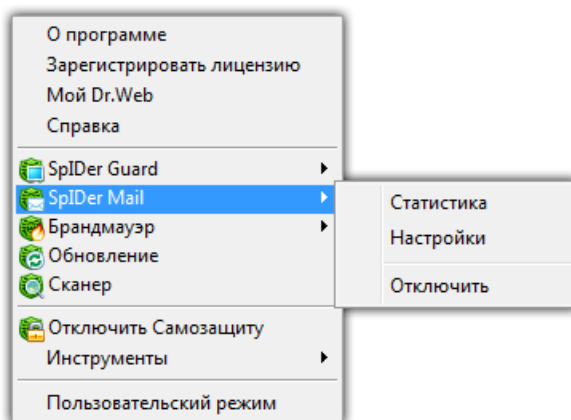 О программе
Зарегистрировать лицензию
Мой Dr.Web
Справка
SpIDer Guard
SpIDer Mail
Брандмауэр
Обновление
Сканер
Отключить Самозащиту
Инструменты
Пользовательский режим
Статистика
Настройки
Отключить